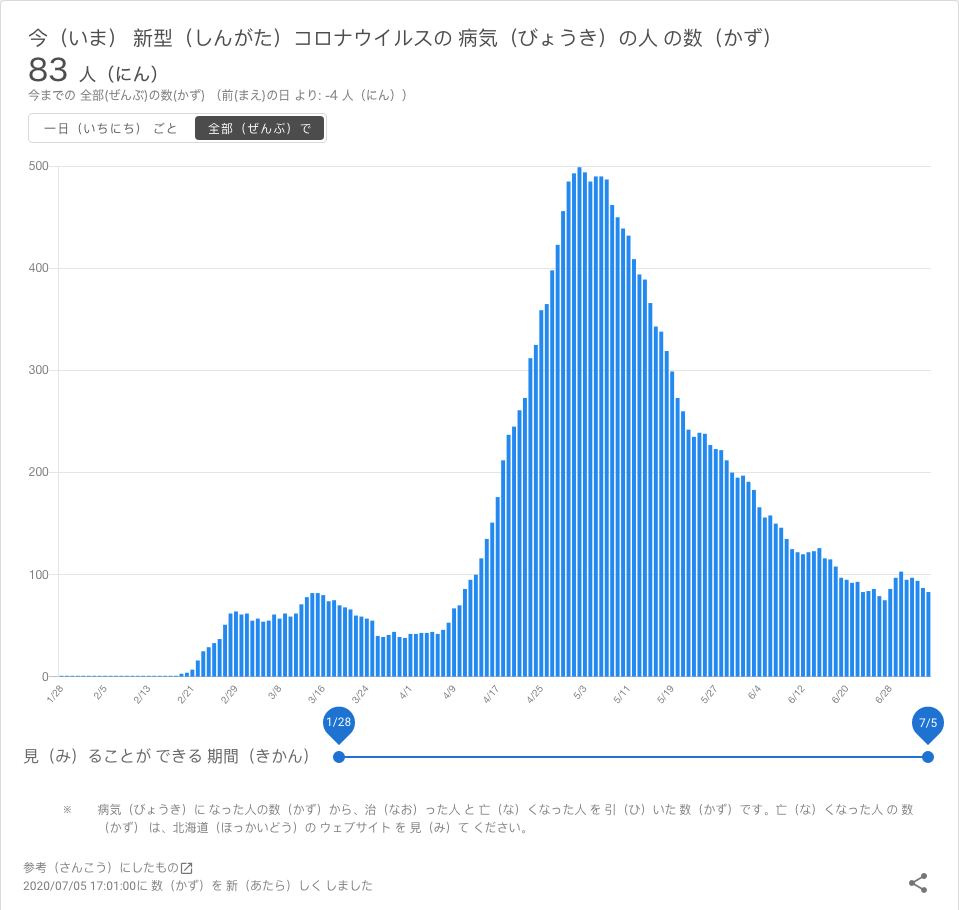 今（いま） 新型（しんがた）コロナウイルスの 病気（びょうき）の人 の数（かず）
83 人（にん）
今までの 全部(ぜんぶ)の数(かず) （前(まえ)の日 より: -4 人（にん））
一日（いちにち） ごと 全部（ぜんぶ）で
500
400
300
200
100
0
1/28 2/5 2/13 2/21 2/29 3/8 3/16 3/24 4/1 4/9 4/17 4/25 5/3 5/11 5/19 5/27 6/4 6/12 6/20 6/28
1/28 7/5
見（み）ることが できる 期間（きかん）
※ 病気（びょうき）に なった人の数（かず）から、治（なお）った人 と 亡（な）くなった人 を 引（ひ）いた 数（かず）です。亡（な）くなった人 の 数
（かず） は、北海道（ほっかいどう）の ウェブサイト を 見（み）て ください。
参考（さんこう）にしたもの
2020/07/05 17:01:00に 数（かず）を 新（あたら）しく しました